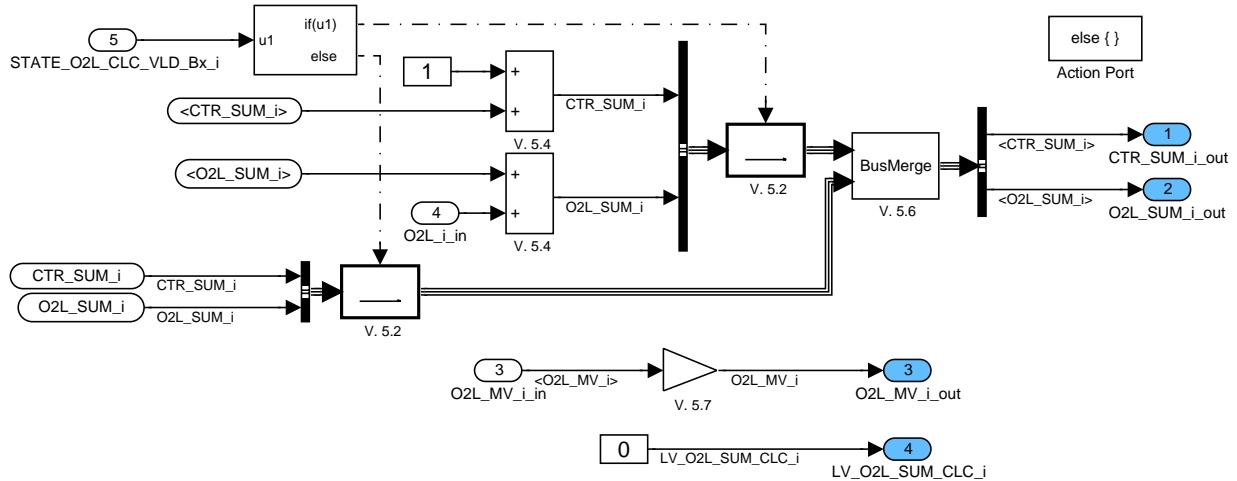 5
STATE_O2L_CLC_VLD_Bx_i
u1
if(u1)
else
else { }
Action Port
1
+
+
CTR_SUM_i
V. 5.4
<CTR_SUM_i>
<O2L_SUM_i>
+
+
O2L_SUM_i
V. 5.4
4
O2L_i_in
V. 5.2
BusMerge
V. 5.6
<CTR_SUM_i>
1
CTR_SUM_i_out
<O2L_SUM_i>
2
O2L_SUM_i_out
CTR_SUM_i
CTR_SUM_i
O2L_SUM_i
O2L_SUM_i
V. 5.2
3
O2L_MV_i_in
<O2L_MV_i>
V. 5.7
O2L_MV_i
3
O2L_MV_i_out
0
LV_O2L_SUM_CLC_i
4
LV_O2L_SUM_CLC_i